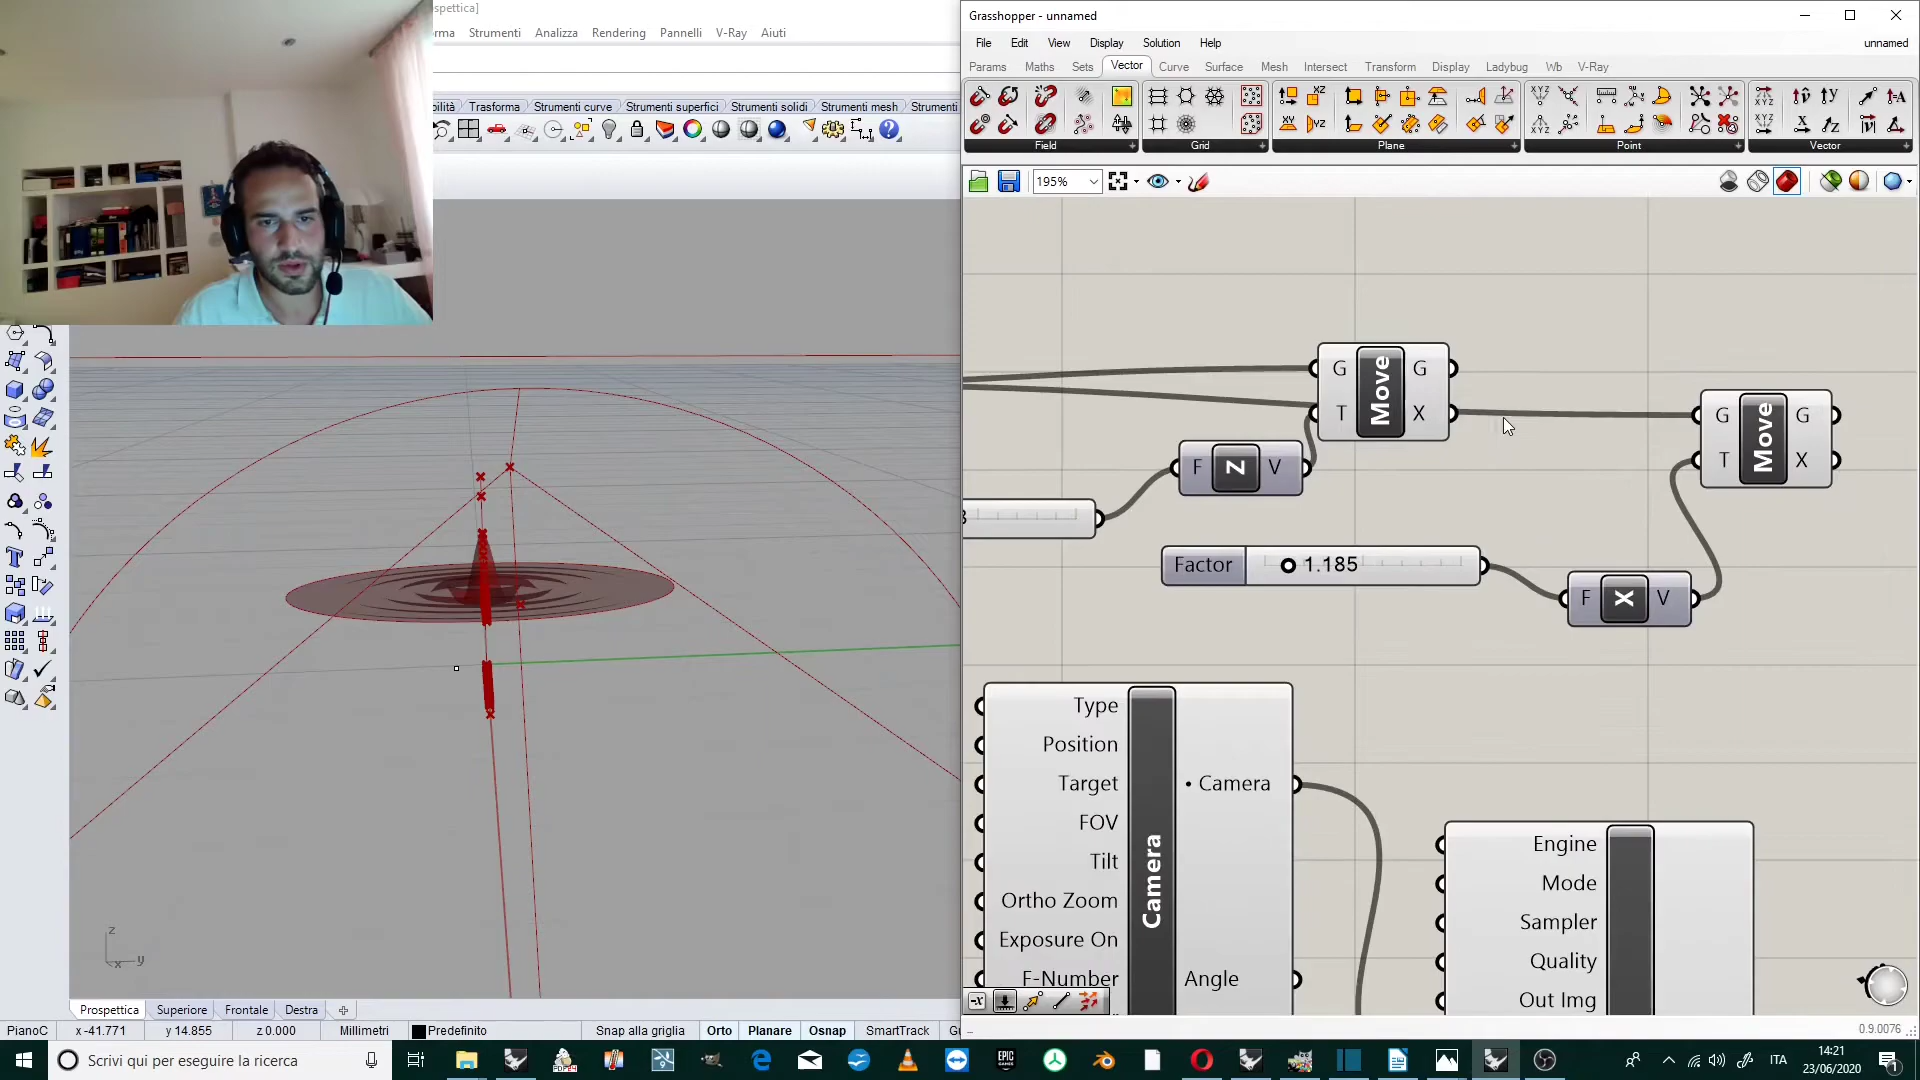 spettica]
rma Strumenti Analizza Rendering Pannelli V-Ray Aiuti
bilità Trasforma Strumenti curve Strumenti superfici Strumenti solidi Strumenti mesh Strumenti
z
x y
Prospettica Superiore Frontale Destra
PianoC x -41.771 y 14.855 z 0.000 Millimetri Predefinito Snap alla griglia Orto Planare Osnap SmartTrack Gu
Grasshopper - unnamed
File Edit View Display Solution Help unnamed
Params Maths Sets Vector Curve Surface Mesh Intersect Transform Display Ladybug Wb V-Ray
Field Grid Plane Point Vector
195%
G Move G
T X
G Move G
T X
F Z V
Factor 1.185
F X V
Type
Position
Target
FOV
Tilt
Ortho Zoom
Exposure On
F-Number
Camera
• Camera
Angle
Engine
Mode
Sampler
Quality
Out Img
0.9.0076
Scrivi qui per eseguire la ricerca
ITA
14:21
23/06/2020